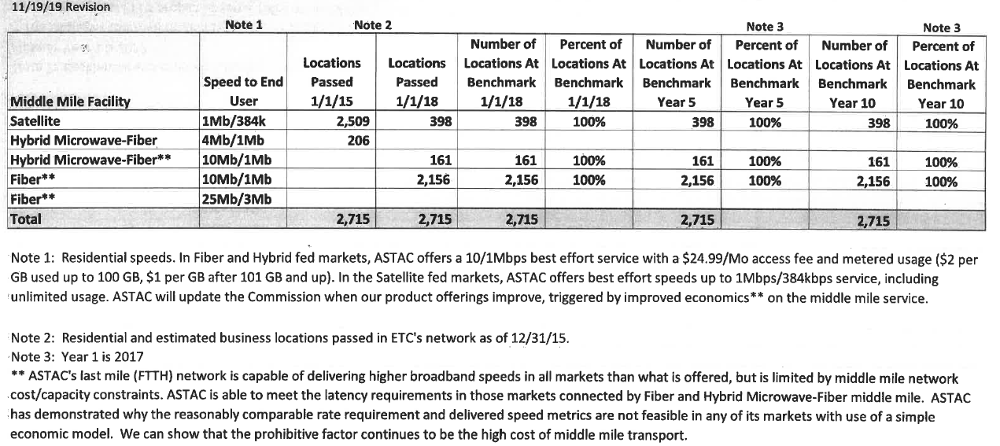 11/19/19 Revision
Note 1 Note 2 Note 3 Note 3
Number of Percent of Number of Percent of Number of Percent of
Locations Locations Locations At Locations At Locations At Locations At Locations At Locations At
Speed to End Passed Passed Benchmark Benchmark Benchmark Benchmark Benchmark Benchmark
Middle Mile Facility User 1/1/15 1/1/18 1/1/18 1/1/18 Year 5 Year 5 Year 10 Year 10
Satellite 1Mb/384k 2,509 398 398 100% 398 100% 398 100%
Hybrid Microwave-Fiber 4Mb/1Mb 206
Hybrid Microwave-Fiber** 10Mb/1Mb 161 161 100% 161 100% 161 100%
Fiber** 10Mb/1Mb 2,156 2,156 100% 2,156 100% 2,156 100%
Fiber** 25Mb/3Mb
Total 2,715 2,715 2,715 2,715 2,715
Note 1: Residential speeds. In Fiber and Hybrid fed markets, ASTAC offers a 10/1Mbps best effort service with a $24.99/Mo access fee and metered usage ($2 per
GB used up to 100 GB, $1 per GB after 101 GB and up). In the Satellite fed markets, ASTAC offers best effort speeds up to 1Mbps/384kbps service, including
unlimited usage. ASTAC will update the Commission when our product offerings improve, triggered by improved economics** on the middle mile service.
Note 2: Residential and estimated business locations passed in ETC's network as of 12/31/15.
Note 3: Year 1 is 2017
** ASTAC's last mile (FTTH) network is capable of delivering higher broadband speeds in all markets than what is offered, but is limited by middle mile network
cost/capacity constraints. ASTAC is able to meet the latency requirements in those markets connected by Fiber and Hybrid Microwave-Fiber middle mile. ASTAC
has demonstrated why the reasonably comparable rate requirement and delivered speed metrics are not feasible in any of its markets with use of a simple
economic model. We can show that the prohibitive factor continues to be the high cost of middle mile transport.